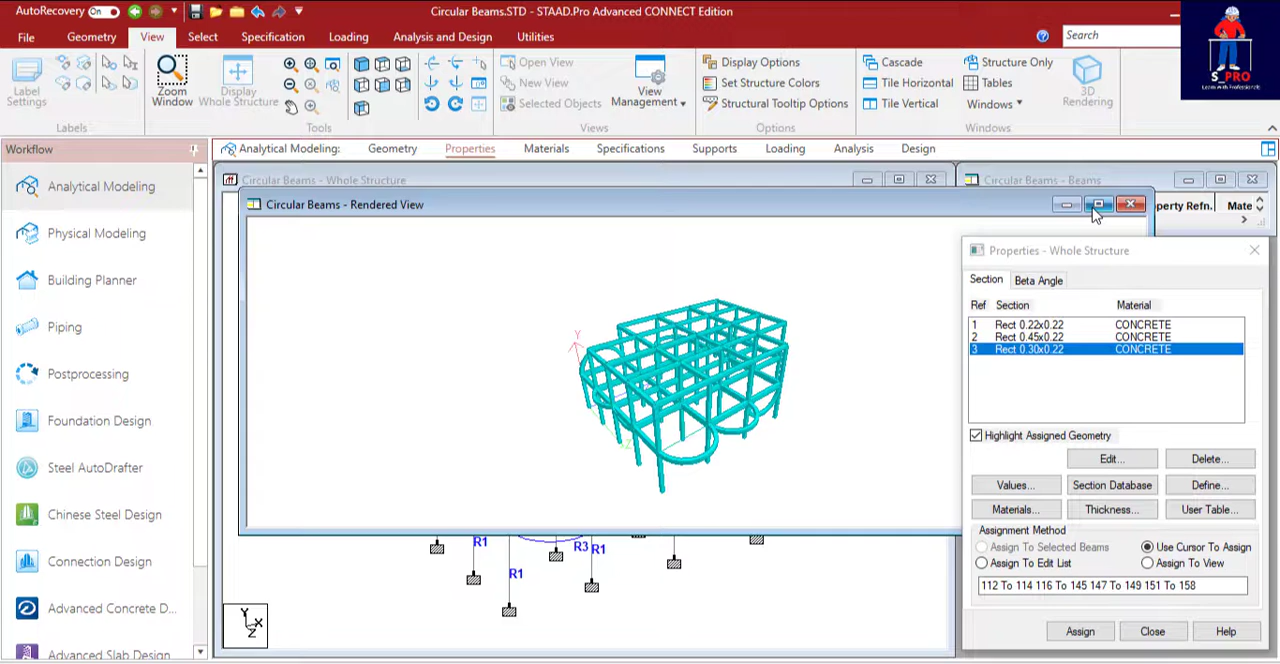 AutoRecovery On
Circular Beams.STD - STAAD.Pro Advanced CONNECT Edition
File Geometry View Select Specification Loading Analysis and Design Utilities
Search
S_PRO
Learn With Professionals
Label Settings
Labels
Zoom Window
Display Whole Structure
Tools
Open View
New View
Selected Objects
View Management
Views
Display Options
Set Structure Colors
Structural Tooltip Options
Options
Cascade
Tile Horizontal
Tile Vertical
Structure Only
Tables
Windows
3D Rendering
Windows
Workflow
Analytical Modeling
Physical Modeling
Building Planner
Piping
Postprocessing
Foundation Design
Steel AutoDrafter
Chinese Steel Design
Connection Design
Advanced Concrete D...
Advanced Slab Design
Analytical Modeling: Geometry Properties Materials Specifications Supports Loading Analysis Design
Circular Beams - Whole Structure
Circular Beams - Beams
Circular Beams - Rendered View
perty Refn. Mate
Y
R1
R3 R1
R1
Y
X
Z
Properties - Whole Structure
Section Beta Angle
Ref Section Material
1 Rect 0.22x0.22 CONCRETE
2 Rect 0.45x0.22 CONCRETE
3 Rect 0.30x0.22 CONCRETE
Highlight Assigned Geometry
Edit... Delete...
Values... Section Database Define...
Materials... Thickness... User Table...
Assignment Method
Assign To Selected Beams Use Cursor To Assign
Assign To Edit List Assign To View
112 To 114 116 To 145 147 To 149 151 To 158
Assign Close Help